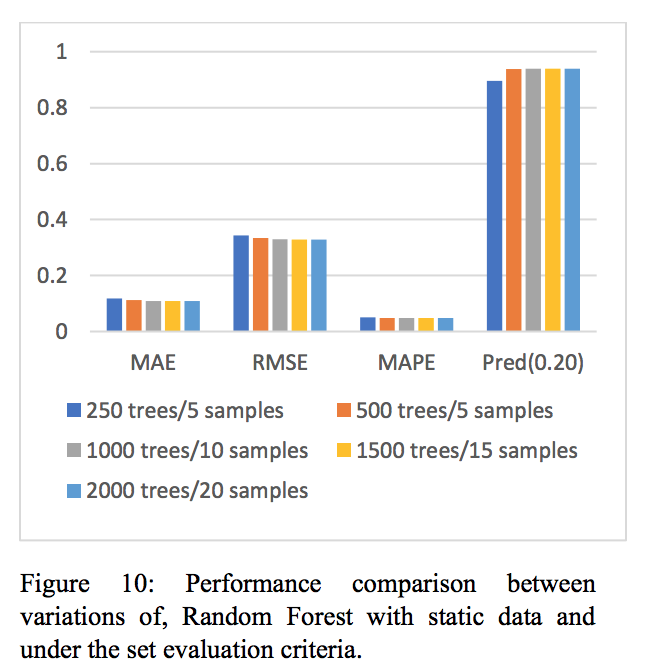 1
0.8
0.6
0.4
0.2
0
MAE RMSE MAPE Pred(0.20)
250 trees/5 samples 500 trees/5 samples
1000 trees/10 samples 1500 trees/15 samples
2000 trees/20 samples
Figure 10: Performance comparison between
variations of, Random Forest with static data and
under the set evaluation criteria.